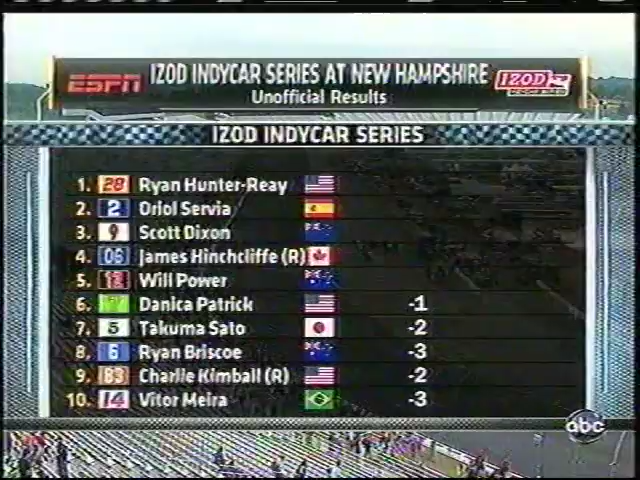 ESPN IZOD INDYCAR SERIES AT NEW HAMPSHIRE IZOD
Unofficial Results
IZOD INDYCAR SERIES
1. 28 Ryan Hunter-Reay
2. 2 Oriol Servia
3. 9 Scott Dixon
4. 06 James Hinchcliffe (R)
5. 12 Will Power
6. 7 Danica Patrick -1
7. 5 Takuma Sato -2
8. 6 Ryan Briscoe -3
9. 83 Charlie Kimball (R) -2
10. 14 Vitor Meira -3
abc